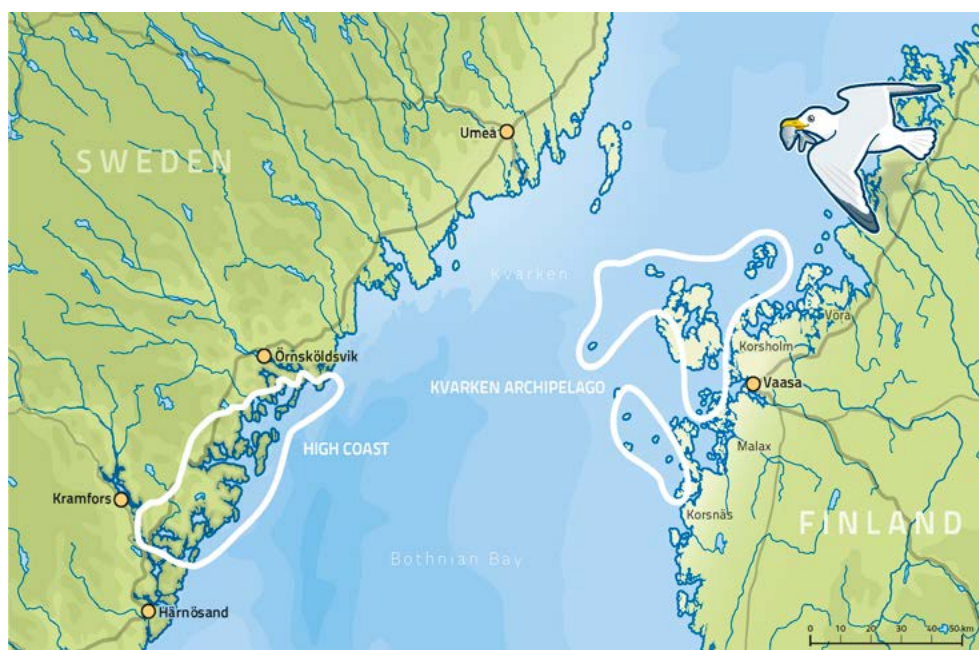 Umeå
SWEDEN
Kvarken
Vörå
Korsholm
Örnsköldsvik
KVARKEN ARCHIPELAGO
Vaasa
HIGH COAST
Malax
Kramfors
Korsnäs
FINLAND
Bothnian Bay
Härnösand
0 10 20 30 40 50 km